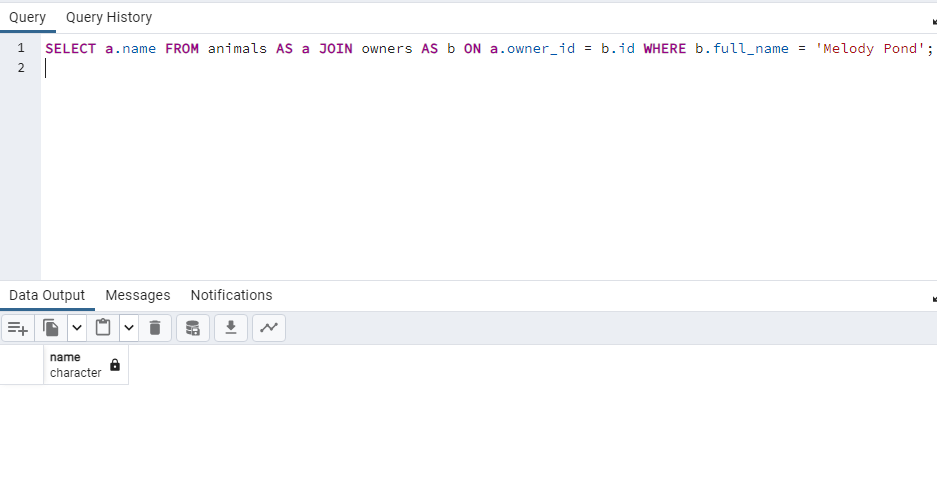 Query Query History
1 SELECT a.name FROM animals AS a JOIN owners AS b ON a.owner_id = b.id WHERE b.full_name = 'Melody Pond';
2
Data Output Messages Notifications
name
character